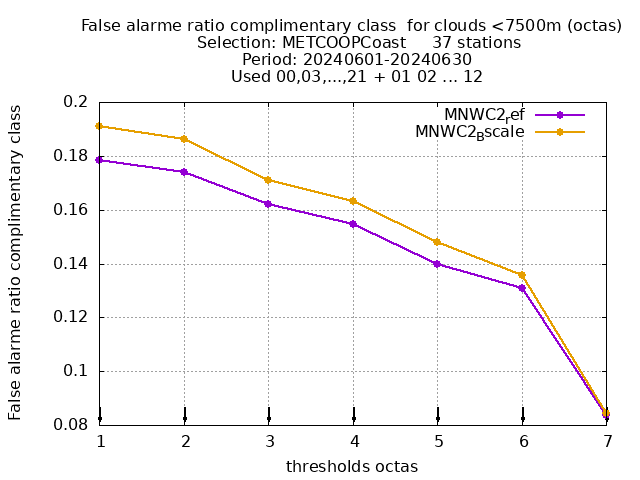 False alarme ratio complimentary class  for clouds <7500m (octas)
Selection: METCOOPCoast     37 stations
Period: 20240601-20240630
Used 00,03,...,21 + 01 02 ... 12
MNWC2ref
MNWC2Bscale
False alarme ratio complimentary class
0.2
0.18
0.16
0.14
0.12
0.1
0.08
1 2 3 4 5 6 7
thresholds octas